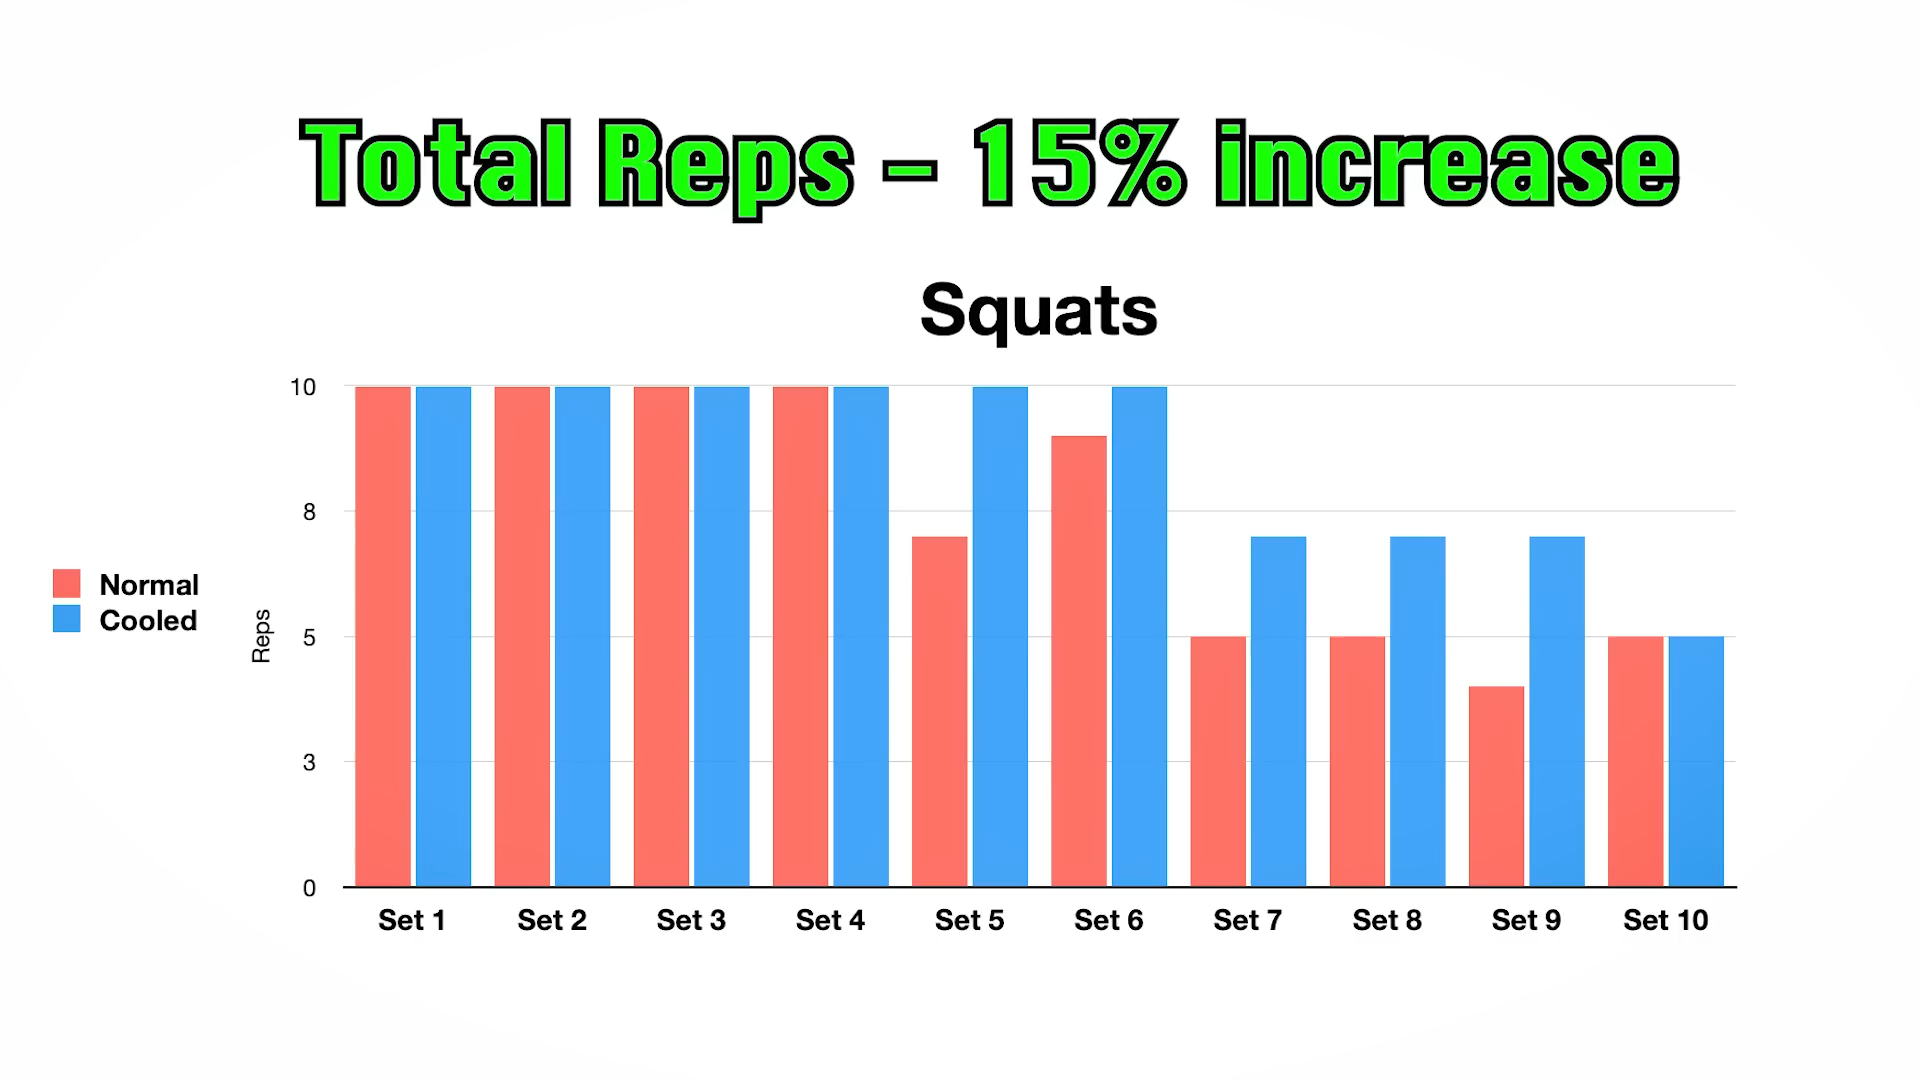 Total Reps - 15% increase
Squats
10
8
5
3
0
Reps
Normal
Cooled
Set 1 Set 2 Set 3 Set 4 Set 5 Set 6 Set 7 Set 8 Set 9 Set 10